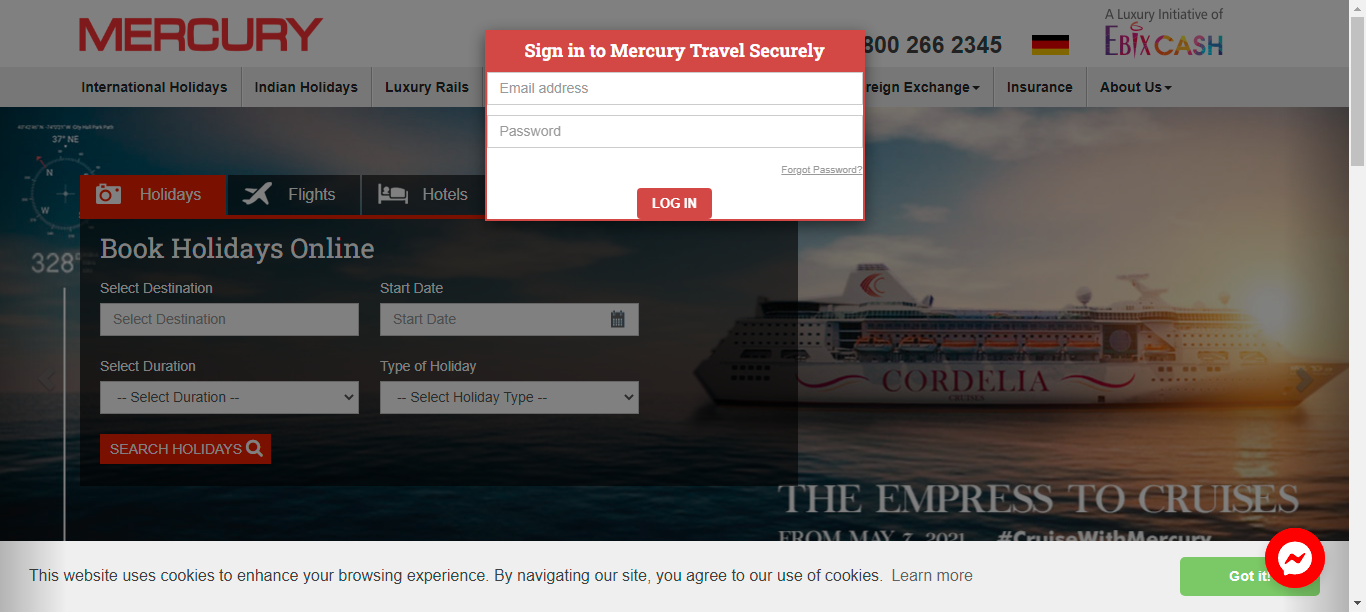 MERCURY
A Luxury Initiative of
EBIXCASH
800 266 2345
International Holidays
Indian Holidays
Luxury Rails
reign Exchange
Insurance
About Us
Sign in to Mercury Travel Securely
Email address
Password
Forgot Password?
LOG IN
37° NE
N
W
328°
Holidays
Flights
Hotels
Book Holidays Online
Select Destination
Start Date
Select Destination
Start Date
Select Duration
Type of Holiday
-- Select Duration --
-- Select Holiday Type --
SEARCH HOLIDAYS
CORDELIA
CRUISES
THE EMPRESS TO CRUISES
FROM MAY 7, 2021 #CruiseWithMercury
This website uses cookies to enhance your browsing experience. By navigating our site, you agree to our use of cookies. Learn more
Got it!